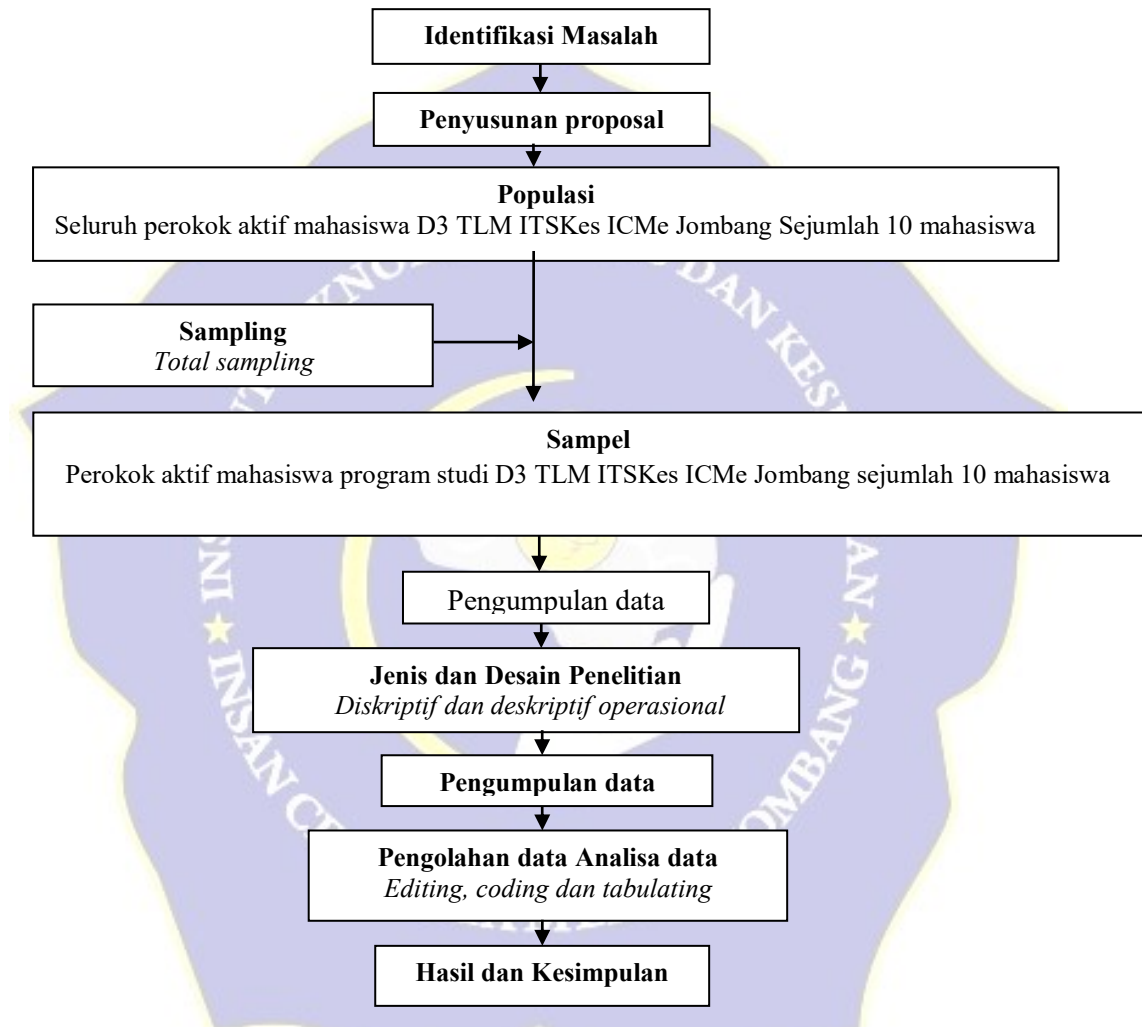 Identifikasi Masalah
Penyusunan proposal
Populasi
Seluruh perokok aktif mahasiswa D3 TLM ITSKes ICMe Jombang Sejumlah 10 mahasiswa
Sampling
Total sampling
Sampel
Perokok aktif mahasiswa program studi D3 TLM ITSKes ICMe Jombang sejumlah 10 mahasiswa
Pengumpulan data
Jenis dan Desain Penelitian
Diskriptif dan deskriptif operasional
Pengumpulan data
Pengolahan data Analisa data
Editing, coding dan tabulating
Hasil dan Kesimpulan
DAN
INSAN
OMBANG